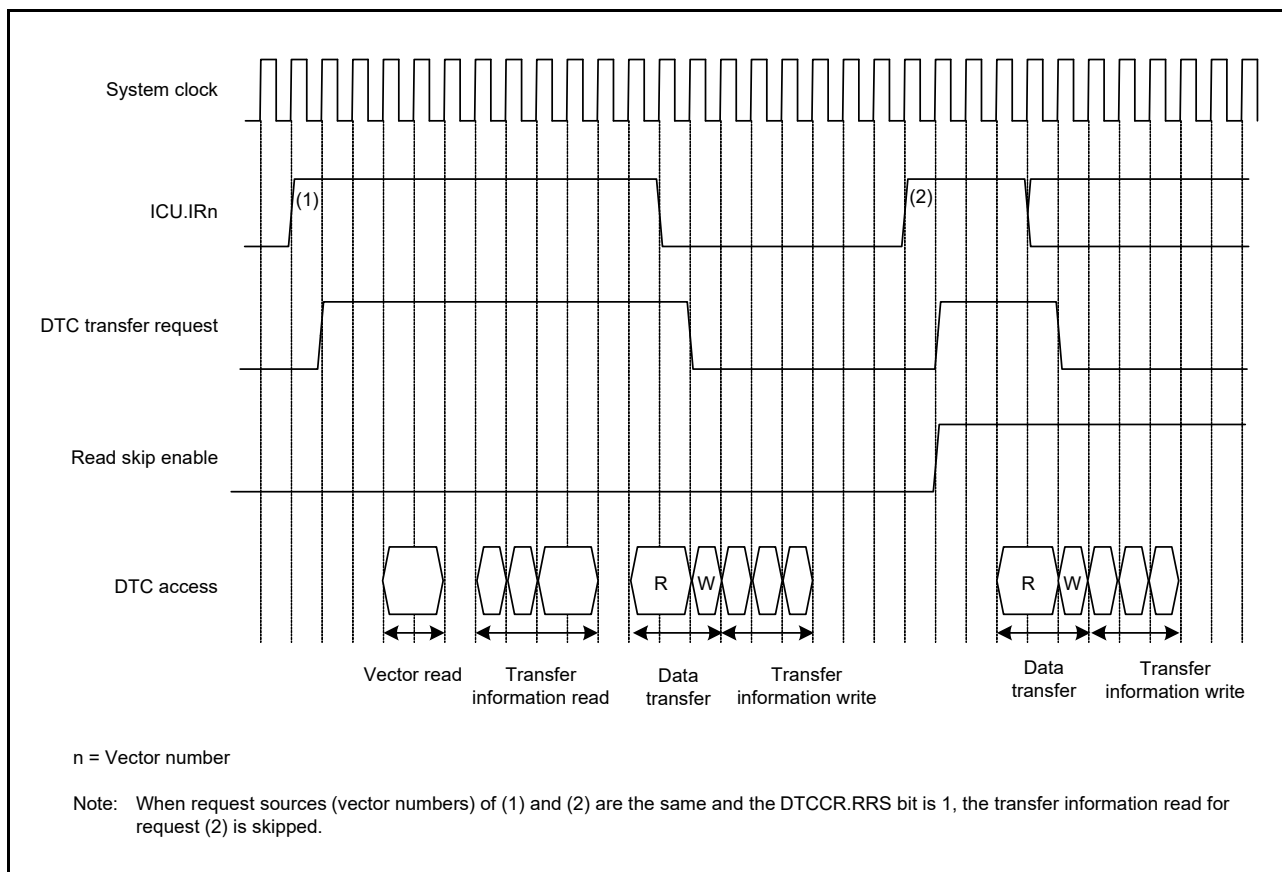 System clock
ICU.IRn
(1)
(2)
DTC transfer request
Read skip enable
DTC access
R
W
R
W
Vector read
Transfer
information read
Data
transfer
Transfer
information write
Data
transfer
Transfer
information write
n = Vector number
Note: When request sources (vector numbers) of (1) and (2) are the same and the DTCCR.RRS bit is 1, the transfer information read for
request (2) is skipped.